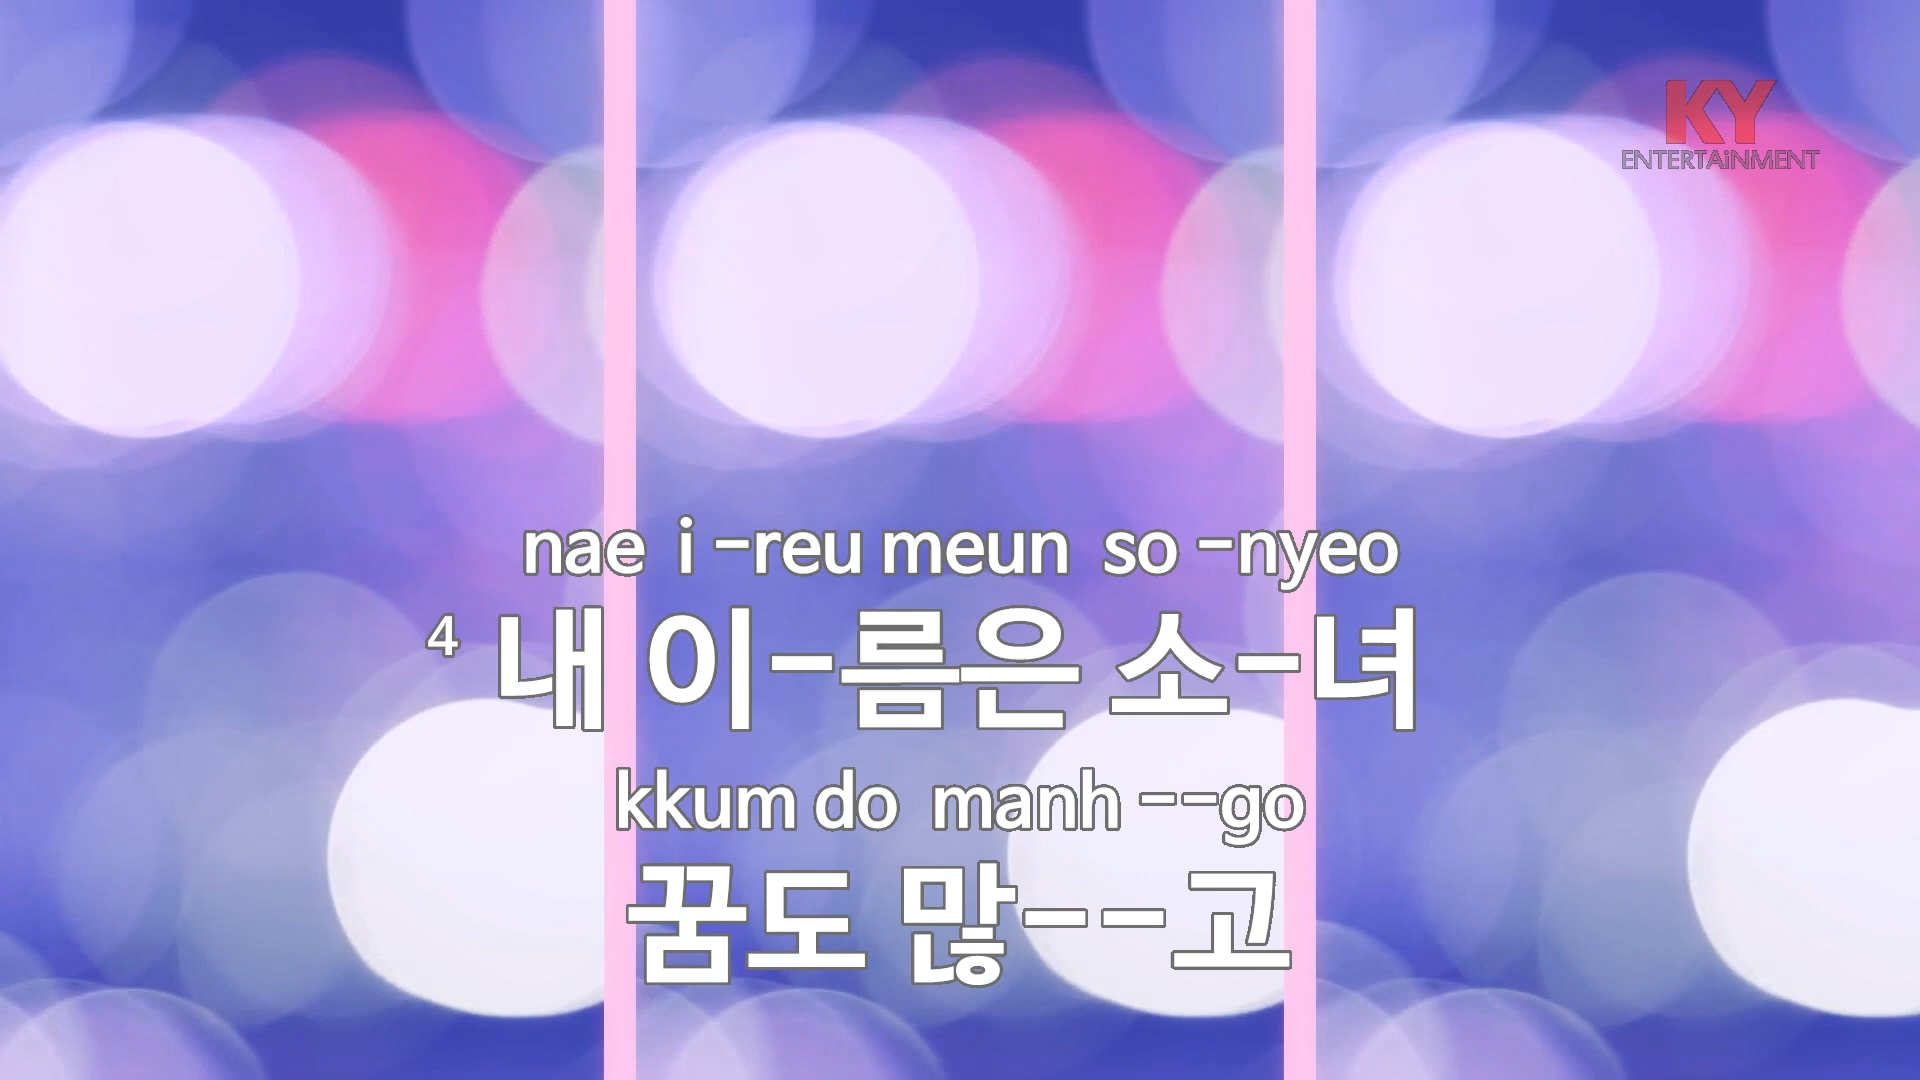 KY
ENTERTAiNMENT
nae i -reu meun so -nyeo
4 내 이-름은 소-녀
kkum do manh --go
꿈도 많--고